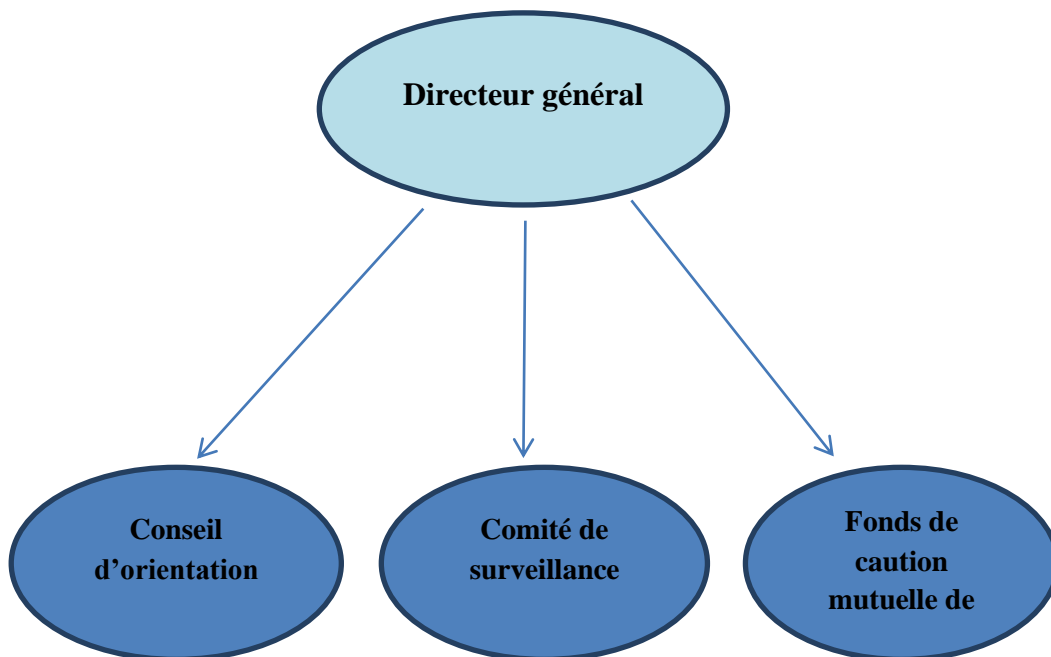 Directeur général
Conseil
d’orientation
Comité de
surveillance
Fonds de
caution
mutuelle de